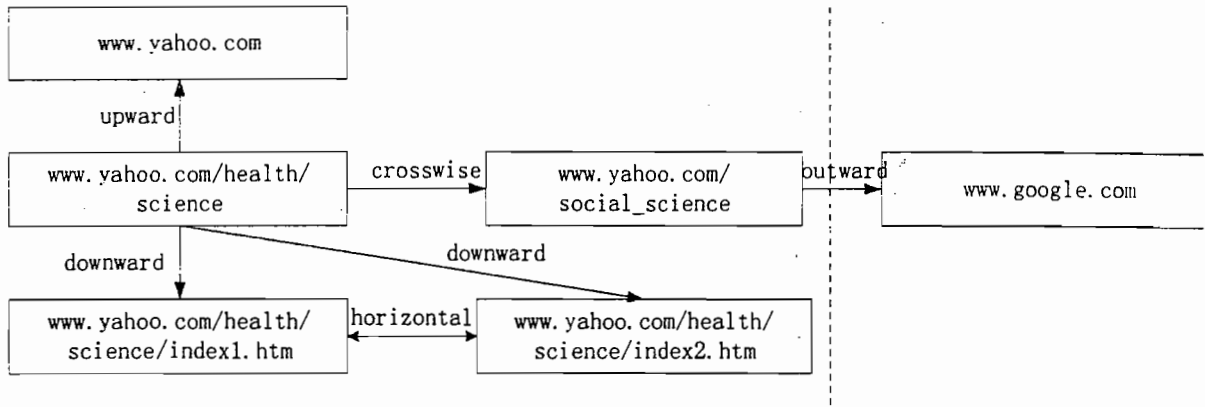 www.yahoo.com
upward
www.yahoo.com/health/
science
crosswise
www.yahoo.com/
social_science
outward
www.google.com
downward
downward
www.yahoo.com/health/
science/index1.htm
horizontal
www.yahoo.com/health/
science/index2.htm